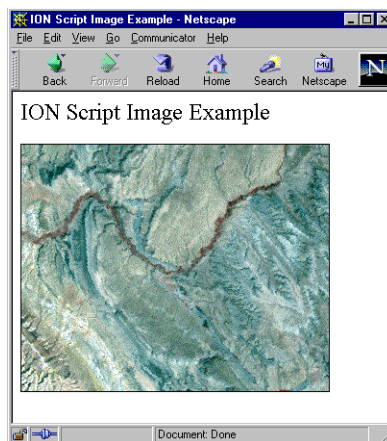 ION Script Image Example - Netscape
File Edit View Go Communicator Help
Back Forward Reload Home Search Netscape
My
N
ION Script Image Example
Document: Done